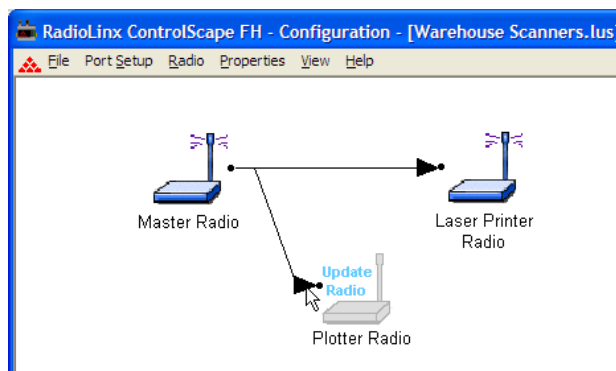 RadioLinx ControlScape FH - Configuration - [Warehouse Scanners.lus]
File Port Setup Radio Properties View Help
Master Radio
Laser Printer
Radio
Update
Radio
Plotter Radio